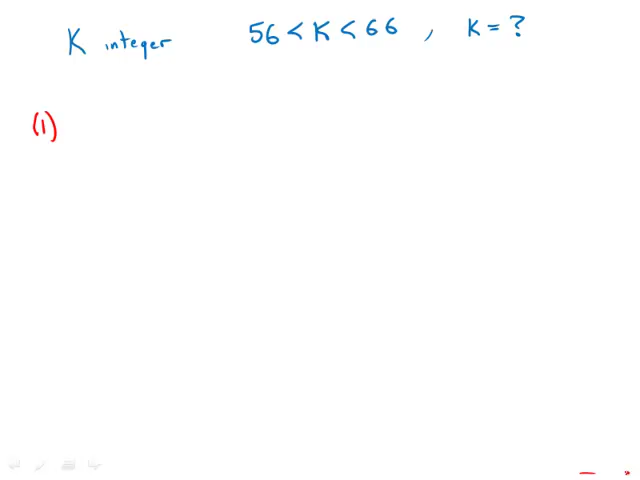 K integer 56 < K < 66 , K = ?
(1)